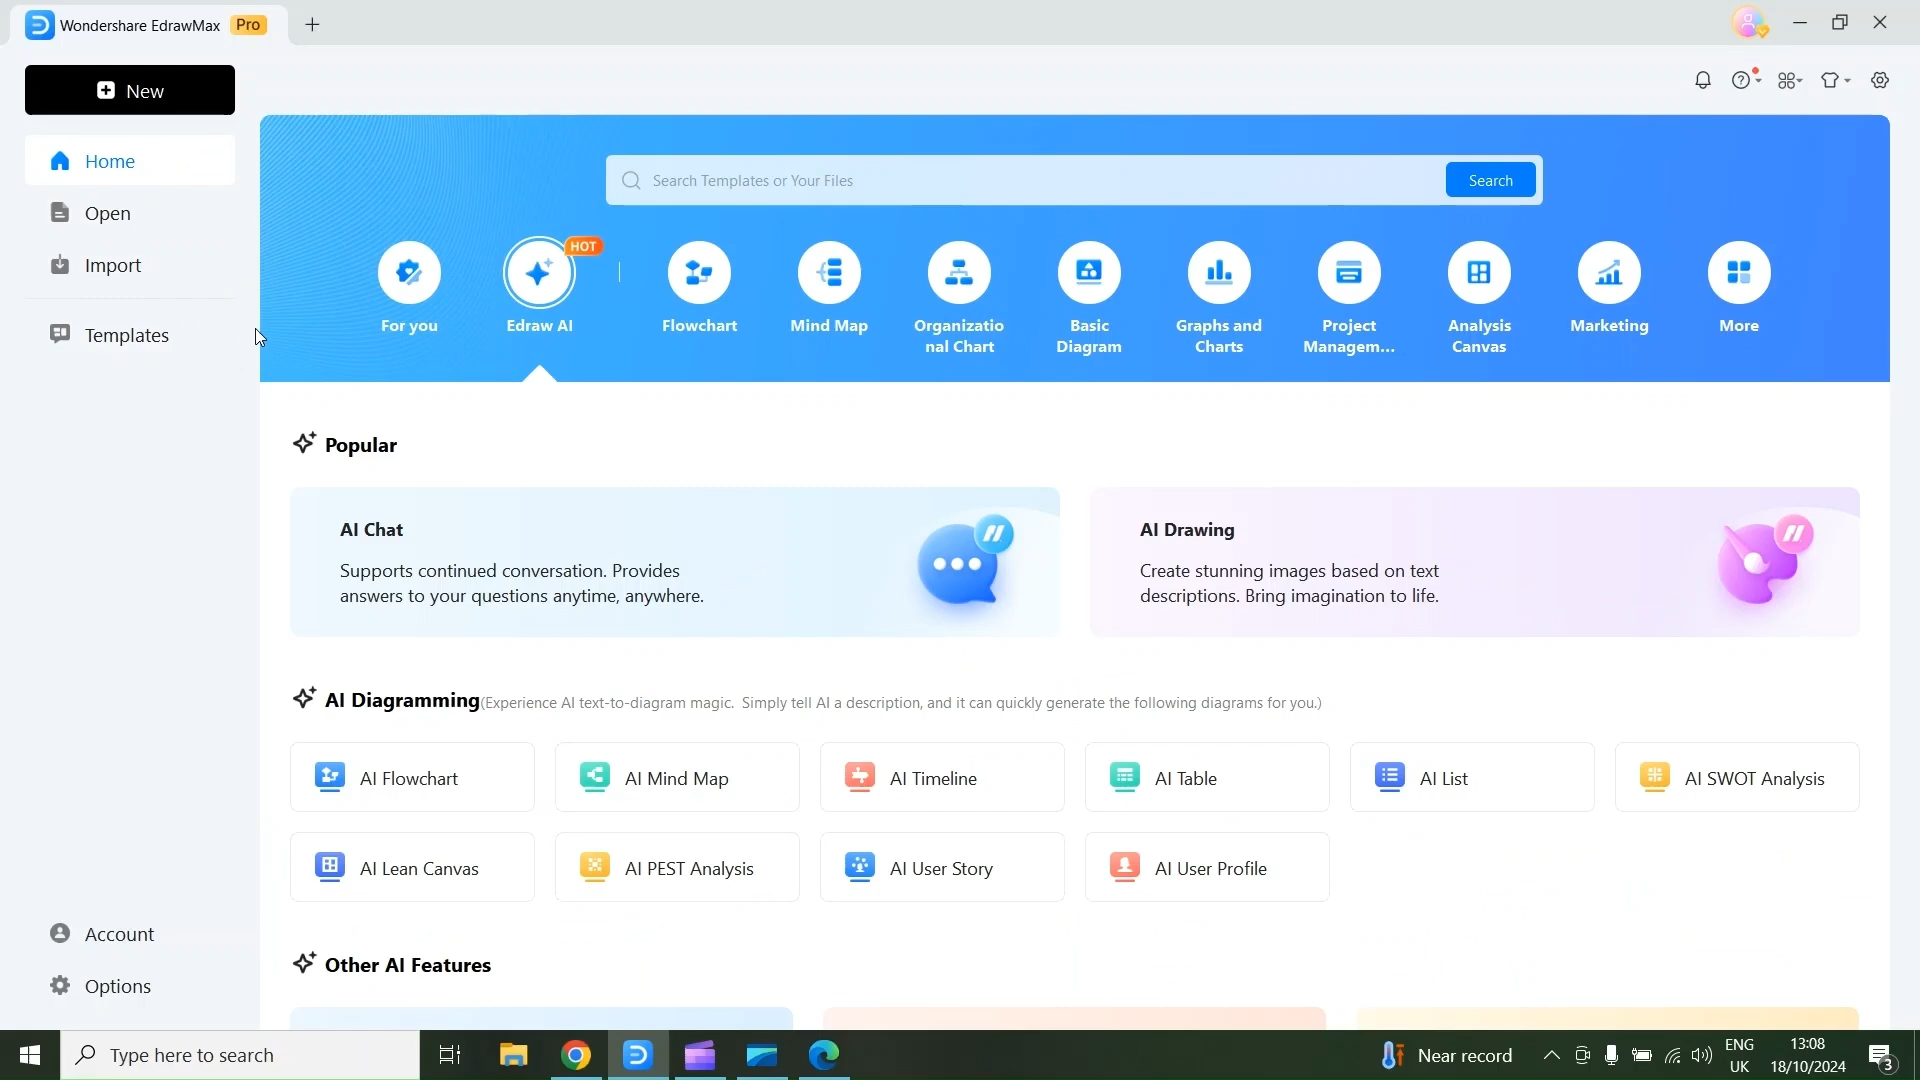 Wondershare EdrawMax Pro
New
Home
Open
Import
Templates
Account
Options
Search Templates or Your Files
Search
HOT
For you
Edraw AI
Flowchart
Mind Map
Organizatio
nal Chart
Basic
Diagram
Graphs and
Charts
Project
Managem...
Analysis
Canvas
Marketing
More
Popular
AI Chat
Supports continued conversation. Provides
answers to your questions anytime, anywhere.
AI Drawing
Create stunning images based on text
descriptions. Bring imagination to life.
AI Diagramming(Experience AI text-to-diagram magic. Simply tell AI a description, and it can quickly generate the following diagrams for you.)
AI Flowchart
AI Mind Map
AI Timeline
AI Table
AI List
AI SWOT Analysis
AI Lean Canvas
AI PEST Analysis
AI User Story
AI User Profile
Other AI Features
Type here to search
Near record
ENG
UK
13:08
18/10/2024
3